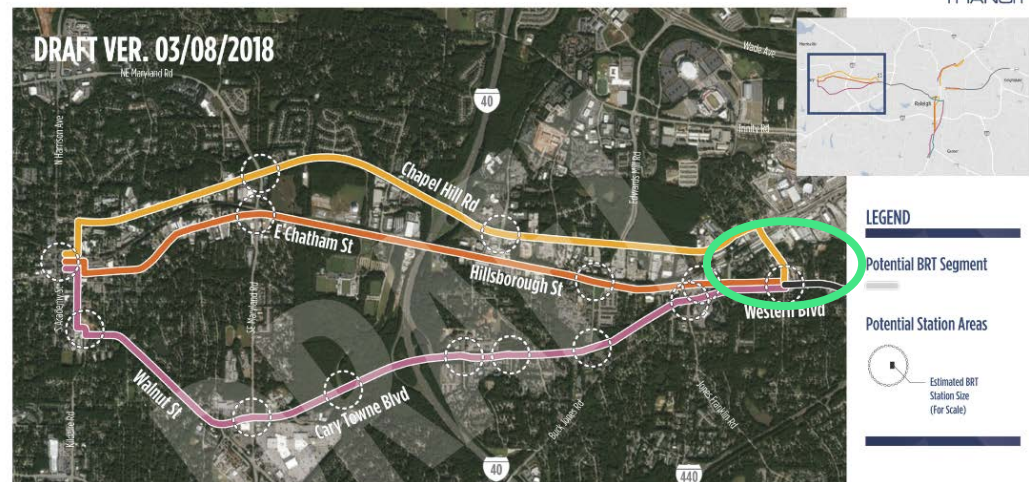 DRAFT VER. 03/08/2018
NE Maryland Rd
N Harrison Ave
40
Wade Ave
Trinity Rd
Edwards Mill Rd
Chapel Hill Rd
E Chatham St
Hillsborough St
Western Blvd
S Academy St
SE Maynard Rd
Walnut St
Cary Towne Blvd
Kildaire Rd
Buck Jones Rd
Jones Franklin Rd
40
440
DRAFT
Raleigh
Garner
LEGEND
Potential BRT Segment
Potential Station Areas
Estimated BRT
Station Size
(For Scale)